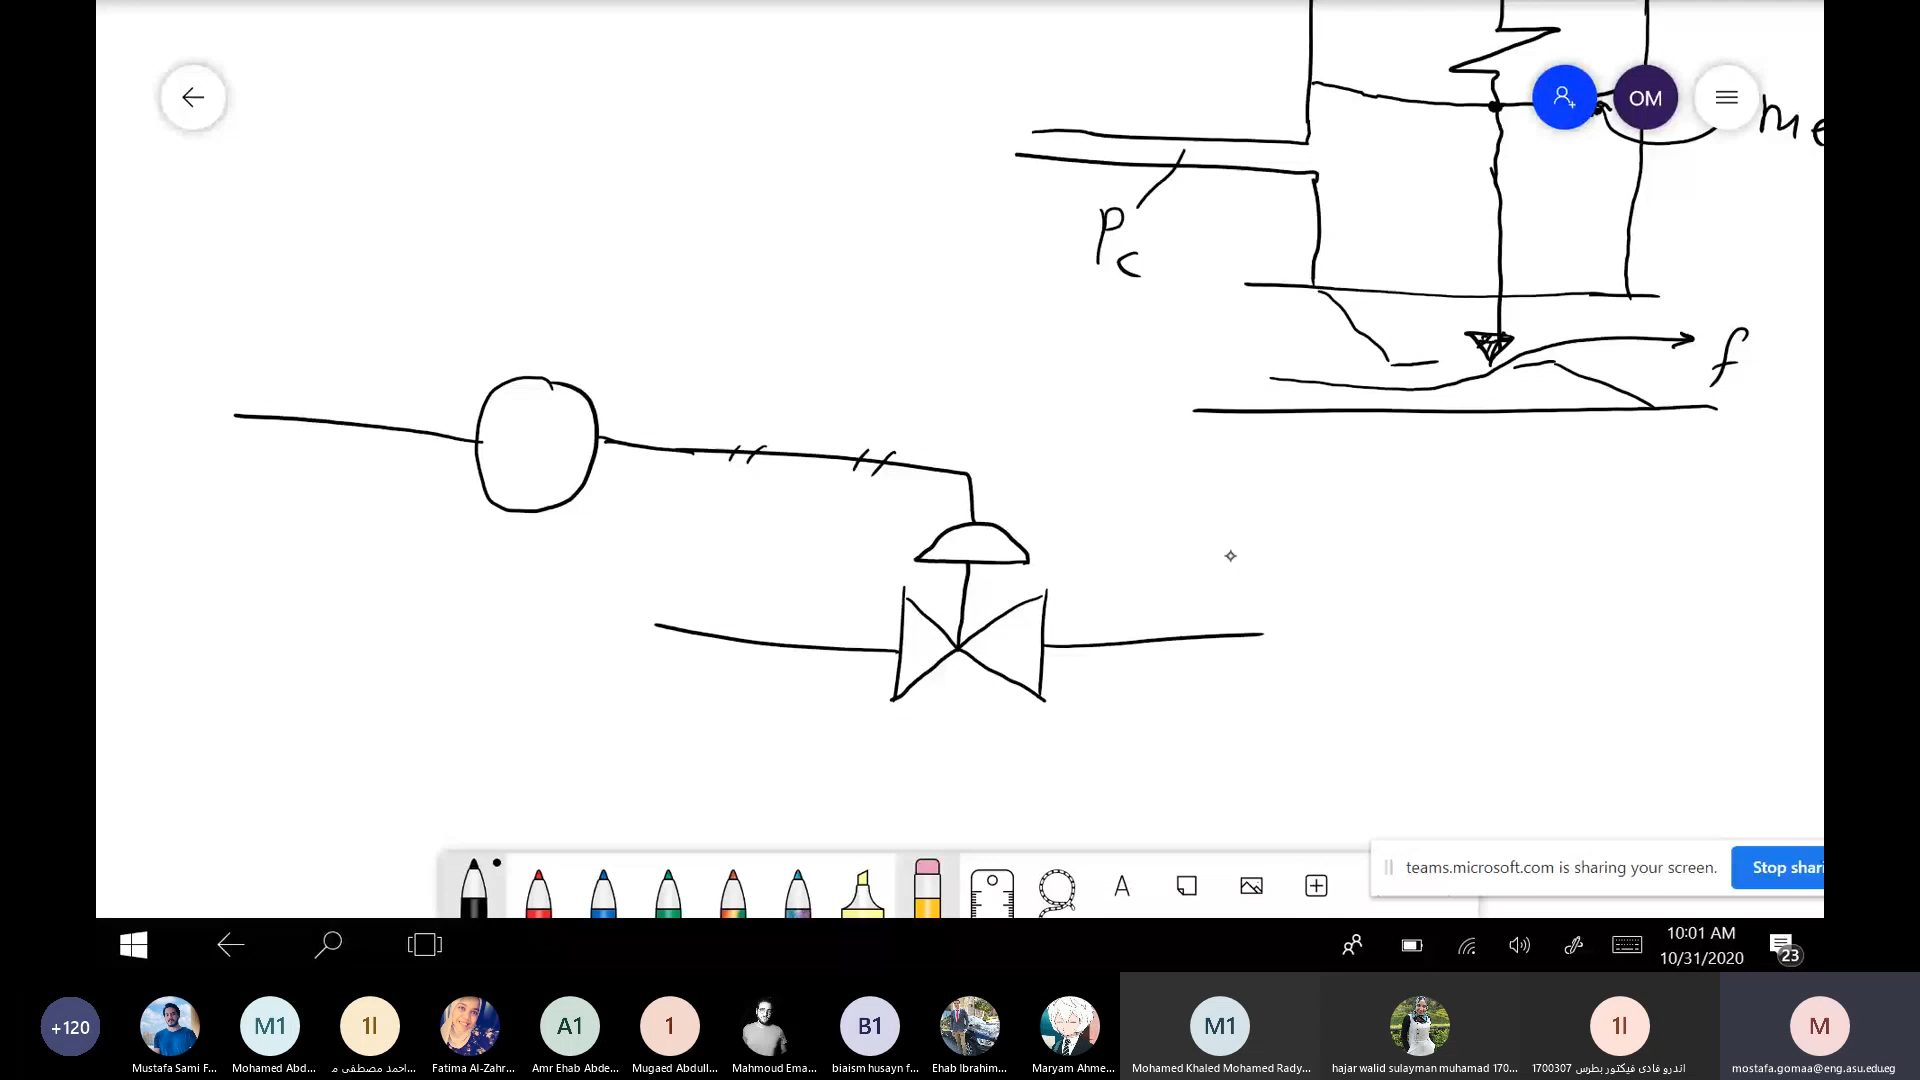 OM
me
Pc
f
A
teams.microsoft.com is sharing your screen.
Stop shari
10:01 AM
10/31/2020
23
+120
M1
1ا
A1
1
B1
M1
1ا
M
Mustafa Sami F...
Mohamed Abd...
احمد مصطفى م...
Fatima Al-Zahr...
Amr Ehab Abde...
Mugaed Abdull...
Mahmoud Ema...
biaism husayn f...
Ehab Ibrahim...
Maryam Ahme...
Mohamed Khaled Mohamed Rady...
hajar walid sulayman muhamad 170...
اندرو فادى فيكتور بطرس 1700307
mostafa.gomaa@eng.asu.edu.eg